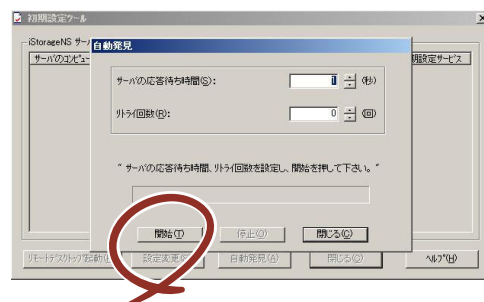 初期設定ツール
iStorageNS サーバ
サーバのコンピュー
期設定サービス
自動発見
サーバの応答待ち時間(S):
1
(秒)
リトライ回数(R):
0
(回)
" サーバの応答待ち時間、リトライ回数を設定し、開始を押して下さい。"
開始(T)
停止(O)
閉じる(C)
リモートデスクトップ起動(
設定変更(
自動発見(A)
閉じる(C)
ヘルプ(H)